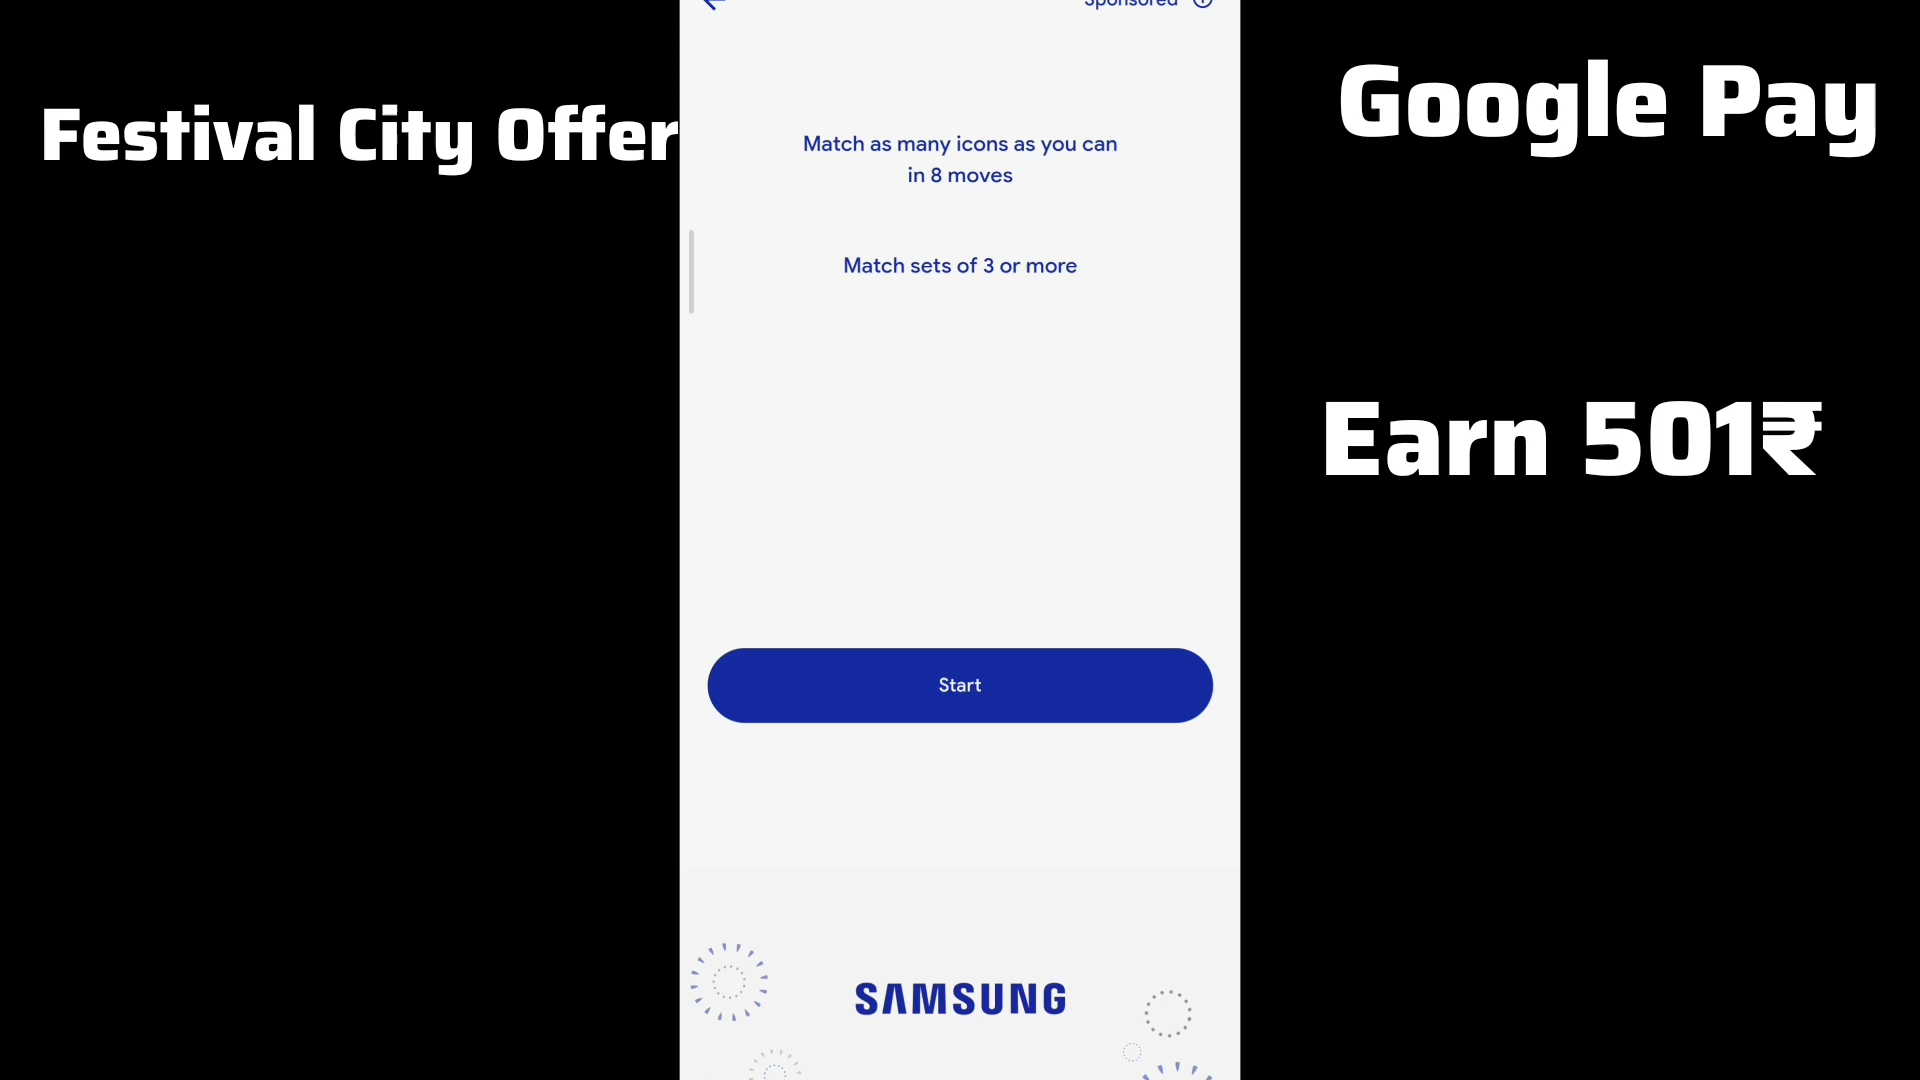 Sponsored
Festival City Offer
Google Pay
Match as many icons as you can
in 8 moves
Match sets of 3 or more
Earn 501₹
Start
SAMSUNG